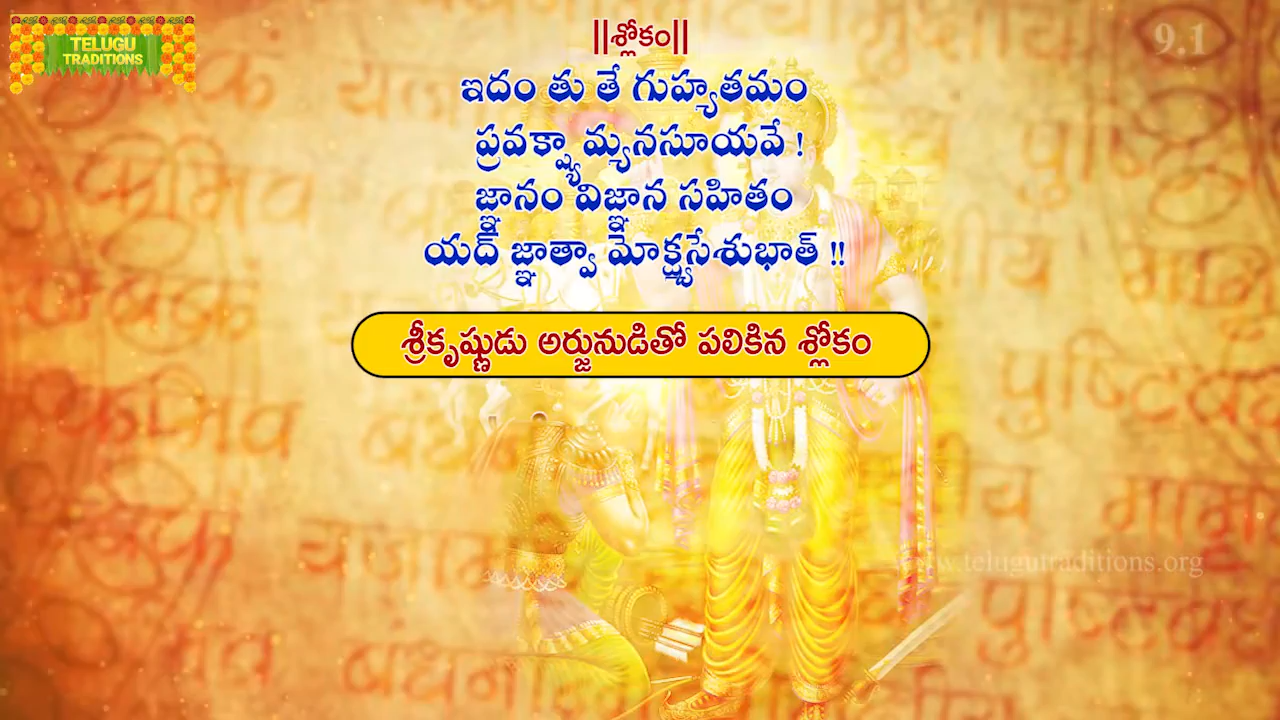 TELUGU
TRADITIONS
||శ్లోకం||
9.1
ఇదం తు తే గుహ్యతమం
ప్రవక్ష్యా మ్యనసూయవే !
జ్ఞానం విజ్ఞాన సహితం
యద్ జ్ఞాత్వా మోక్ష్యసేశుభాత్ !!
శ్రీకృష్ణుడు అర్జునుడితో పలికిన శ్లోకం
www.telugutraditions.org